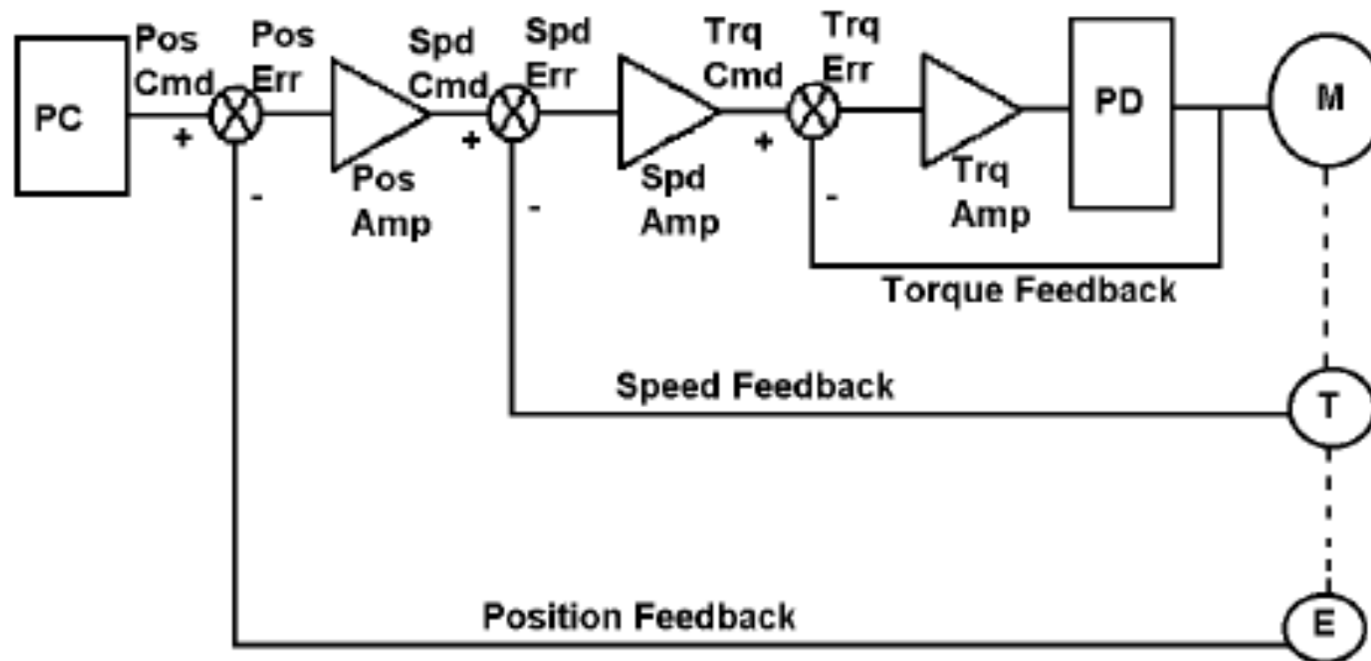 PC
Pos
Cmd
+
-
Pos
Err
Pos
Amp
Spd
Cmd
+
-
Spd
Err
Spd
Amp
Trq
Cmd
+
-
Trq
Err
Trq
Amp
PD
M
Torque Feedback
Speed Feedback
T
Position Feedback
E